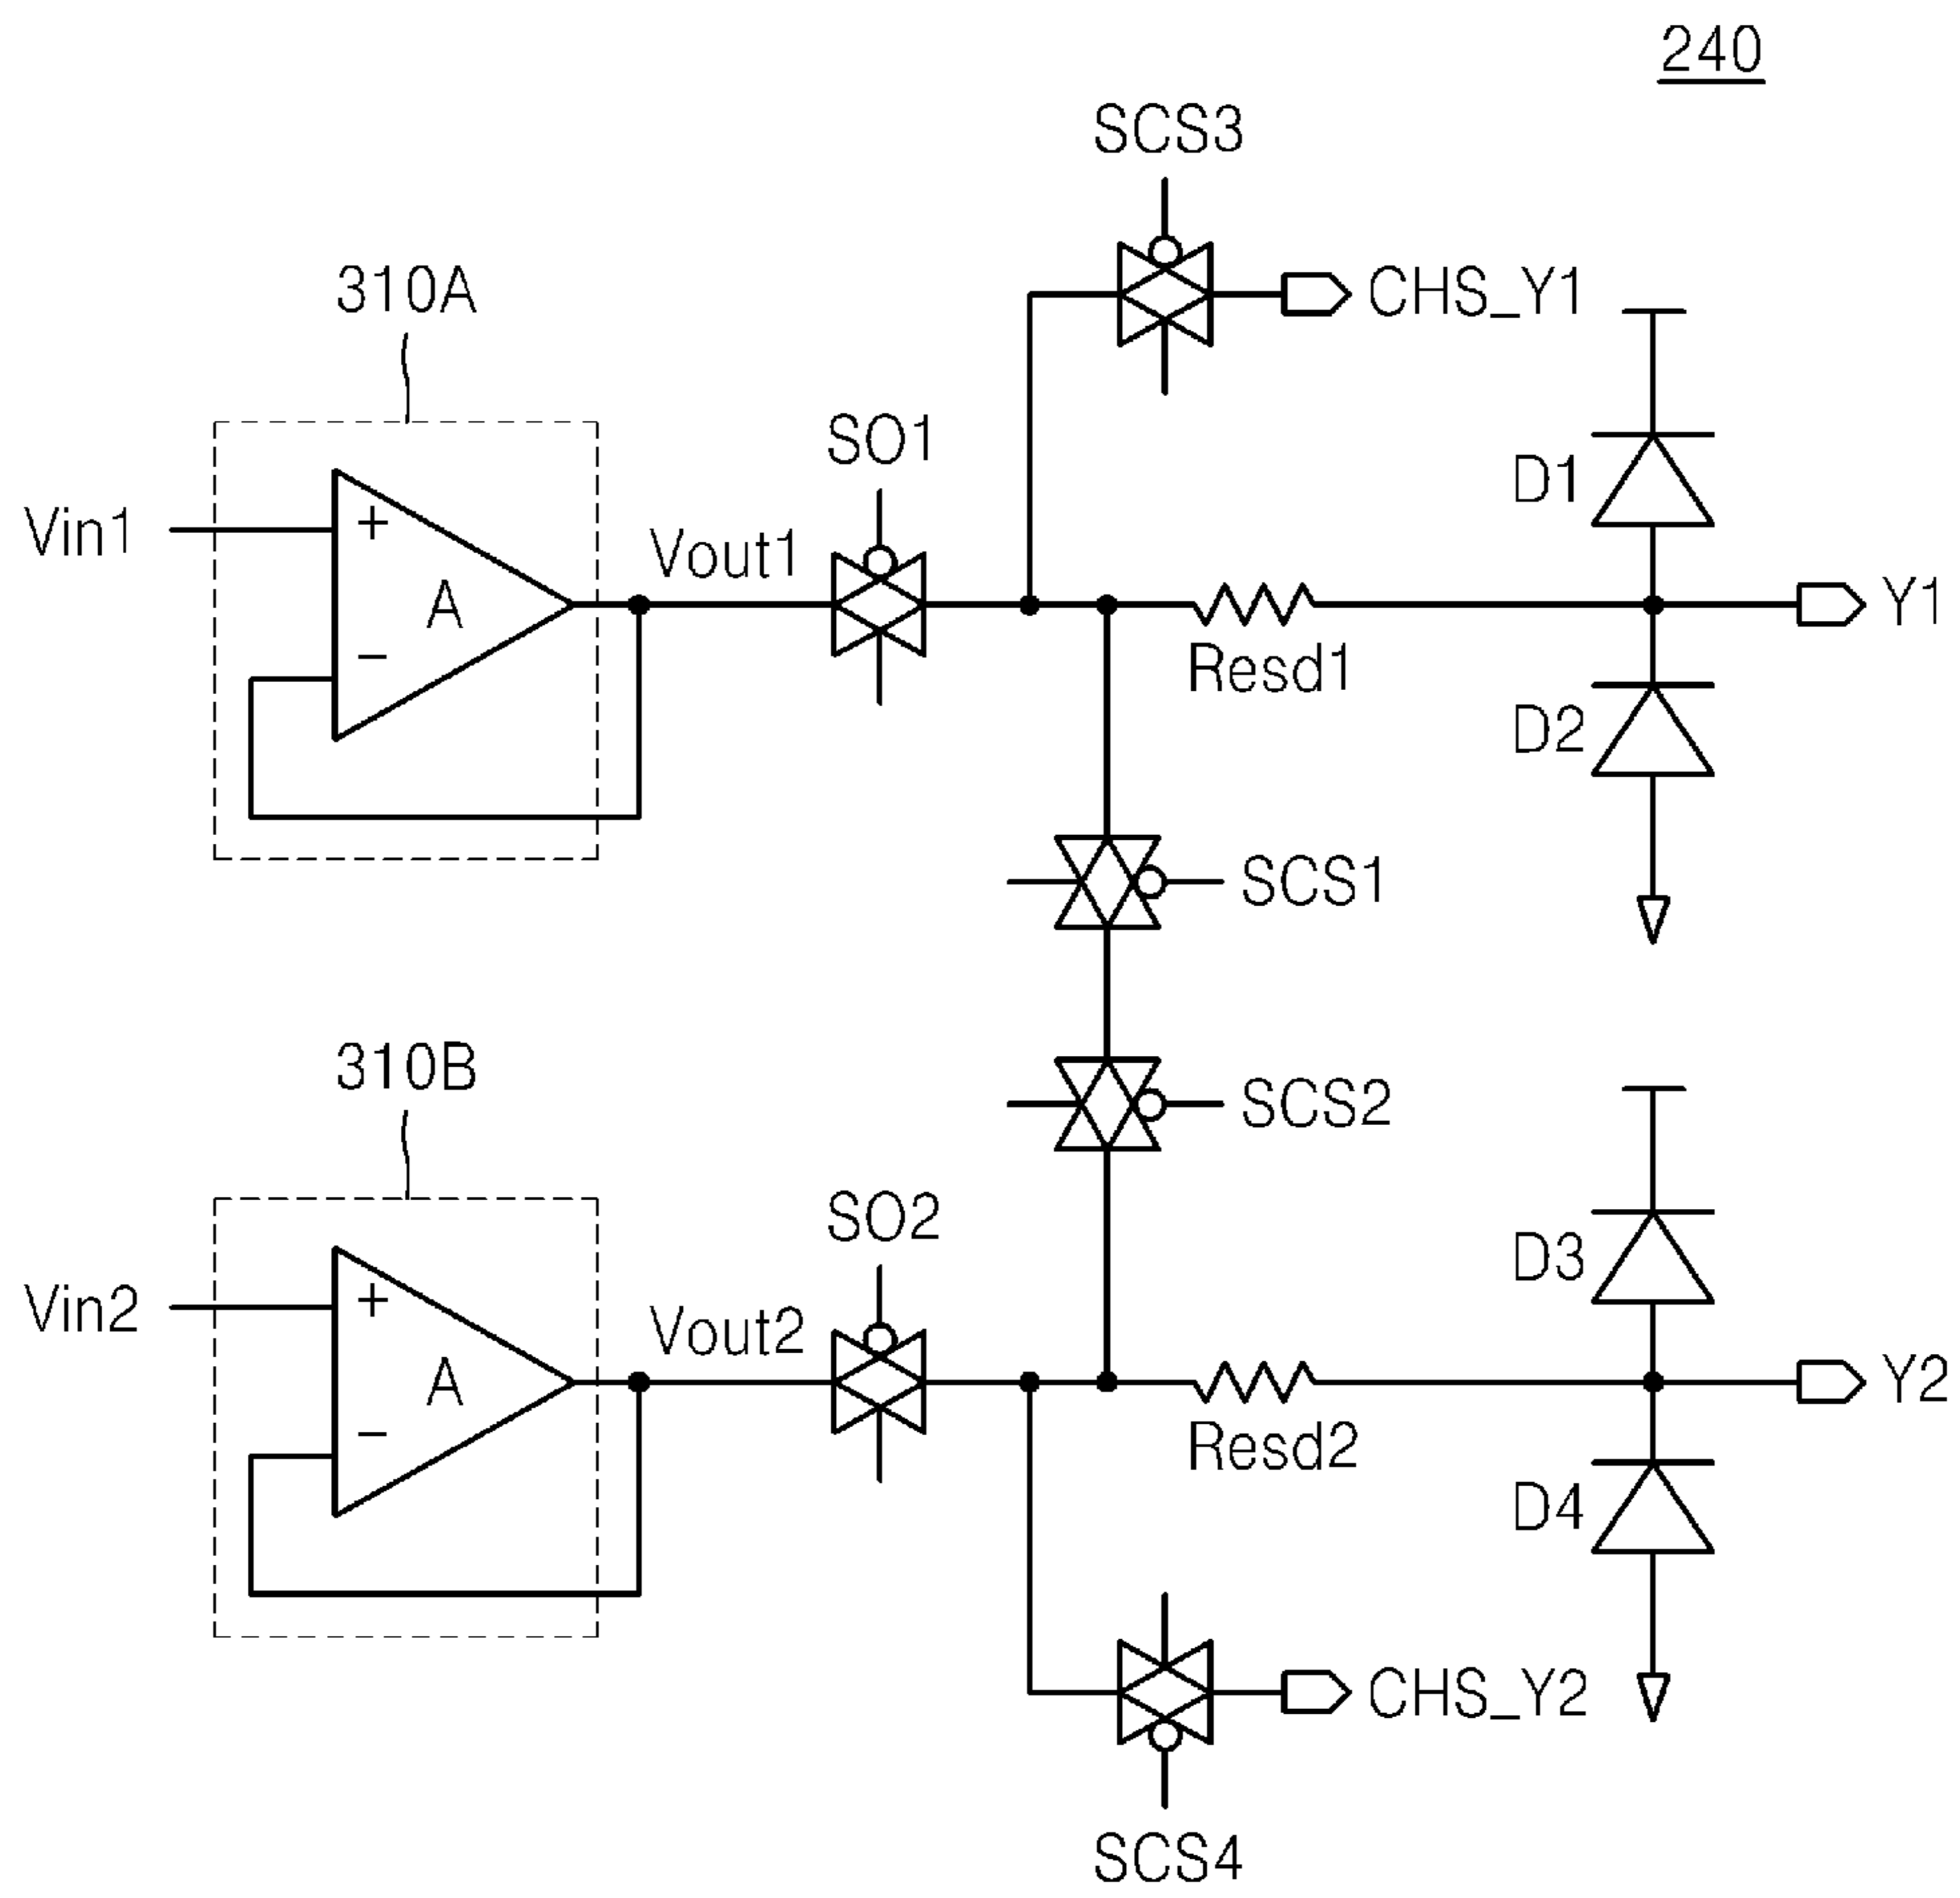 240
SCS3
310A
CHS_Y1
SO1
D1
Vin1
+
Vout1
A
Y1
−
Resd1
D2
SCS1
310B
SCS2
SO2
D3
Vin2
+
Vout2
A
Y2
−
Resd2
D4
CHS_Y2
SCS4